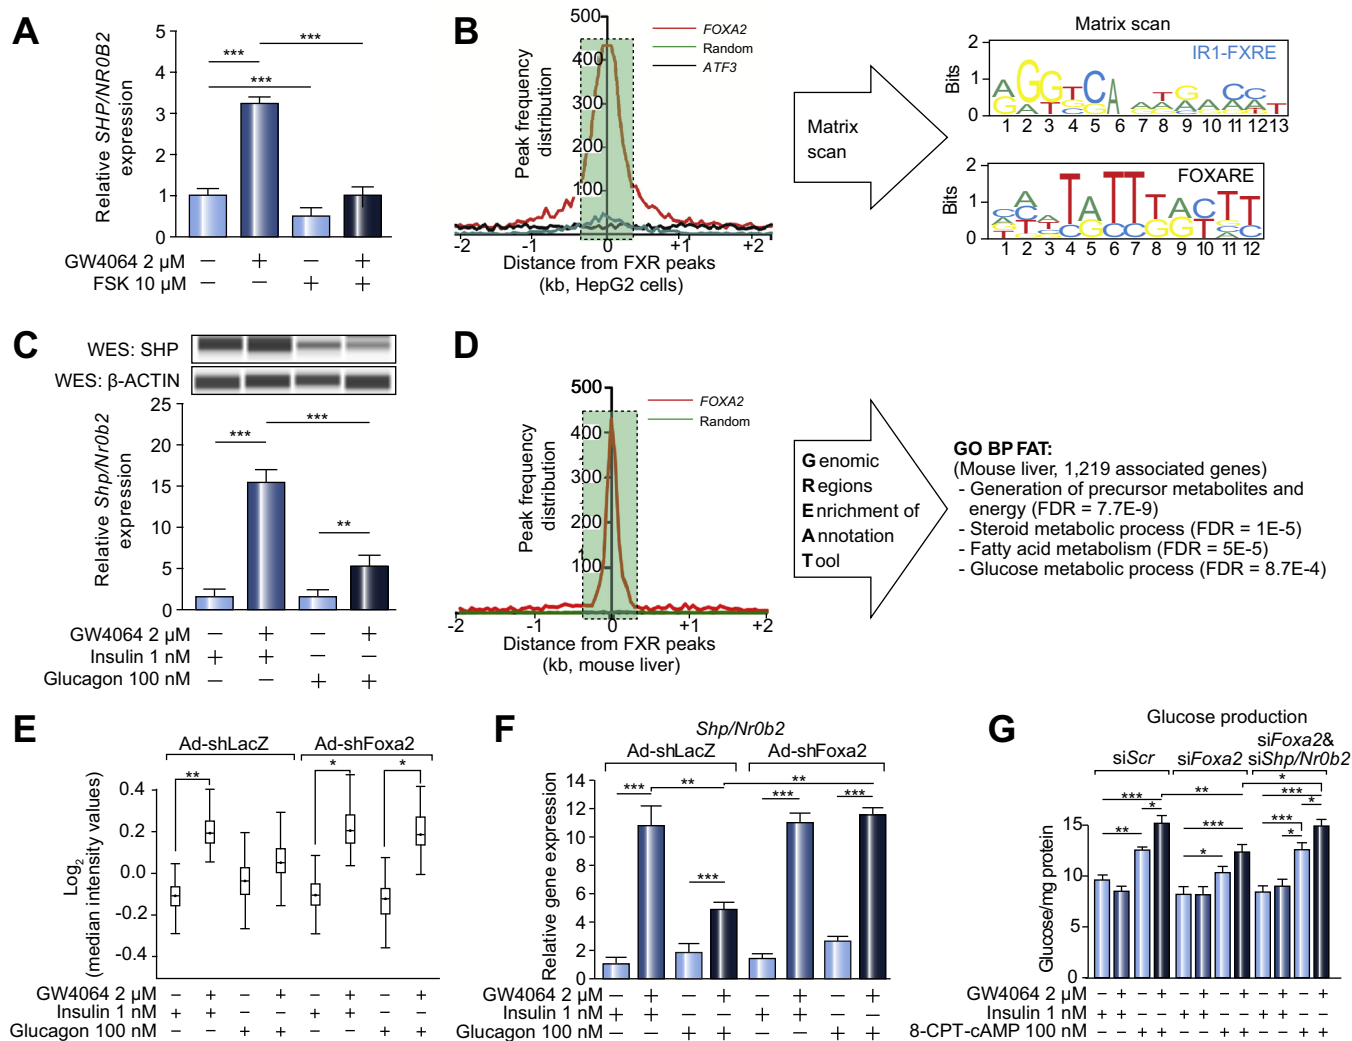 A
Relative SHP/NR0B2
expression
5
4
3
2
1
0
***
***
***
GW4064 2 µM
– + – +
FSK 10 µM
– – + +
B
Peak frequency
distribution
500
400
300
200
100
FOXA2
Random
ATF3
-2 -1 0 +1 +2
Distance from FXR peaks
(kb, HepG2 cells)
Matrix
scan
Matrix scan
IR1-FXRE
Bits
2
1
0
1 2 3 4 5 6 7 8 9 10 11 12 13
FOXARE
Bits
2
1
0
1 2 3 4 5 6 7 8 9 10 11 12
C
WES: SHP
WES: β-ACTIN
Relative Shp/Nr0b2
expression
25
20
15
10
5
0
***
***
**
GW4064 2 µM
– + – +
Insulin 1 nM
+ + – –
Glucagon 100 nM
– – + +
D
Peak frequency
distribution
500
400
300
200
100
FOXA2
Random
-2 -1 0 +1 +2
Distance from FXR peaks
(kb, mouse liver)
Genomic
Regions
Enrichment of
Annotation
Tool
GO BP FAT:
(Mouse liver, 1,219 associated genes)
- Generation of precursor metabolites and
energy (FDR = 7.7E-9)
- Steroid metabolic process (FDR = 1E-5)
- Fatty acid metabolism (FDR = 5E-5)
- Glucose metabolic process (FDR = 8.7E-4)
E
Ad-shLacZ Ad-shFoxa2
** * *
Log2
(median intensity values)
0.4
0.2
0.0
-0.2
-0.4
GW4064 2 µM
– + – + – + – +
Insulin 1 nM
+ + – – + + – –
Glucagon 100 nM
– – + + – – + +
F
Shp/Nr0b2
Ad-shLacZ Ad-shFoxa2
Relative gene expression
14
12
10
8
6
4
2
0
*** ** ** *** ***
***
GW4064 2 µM
– + – + – + – +
Insulin 1 nM
+ + – – + + – –
Glucagon 100 nM
– – + + – – + +
G
Glucose production
siScr siFoxa2 siFoxa2&
siShp/Nr0b2
Glucose/mg protein
15
10
5
0
*** * **
** *** *
* *** *
*** *
GW4064 2 µM
– + – + – + – + – + – +
Insulin 1 nM
+ + – – + + – – + + – –
8-CPT-cAMP 100 nM
– – + + – – + + – – + +